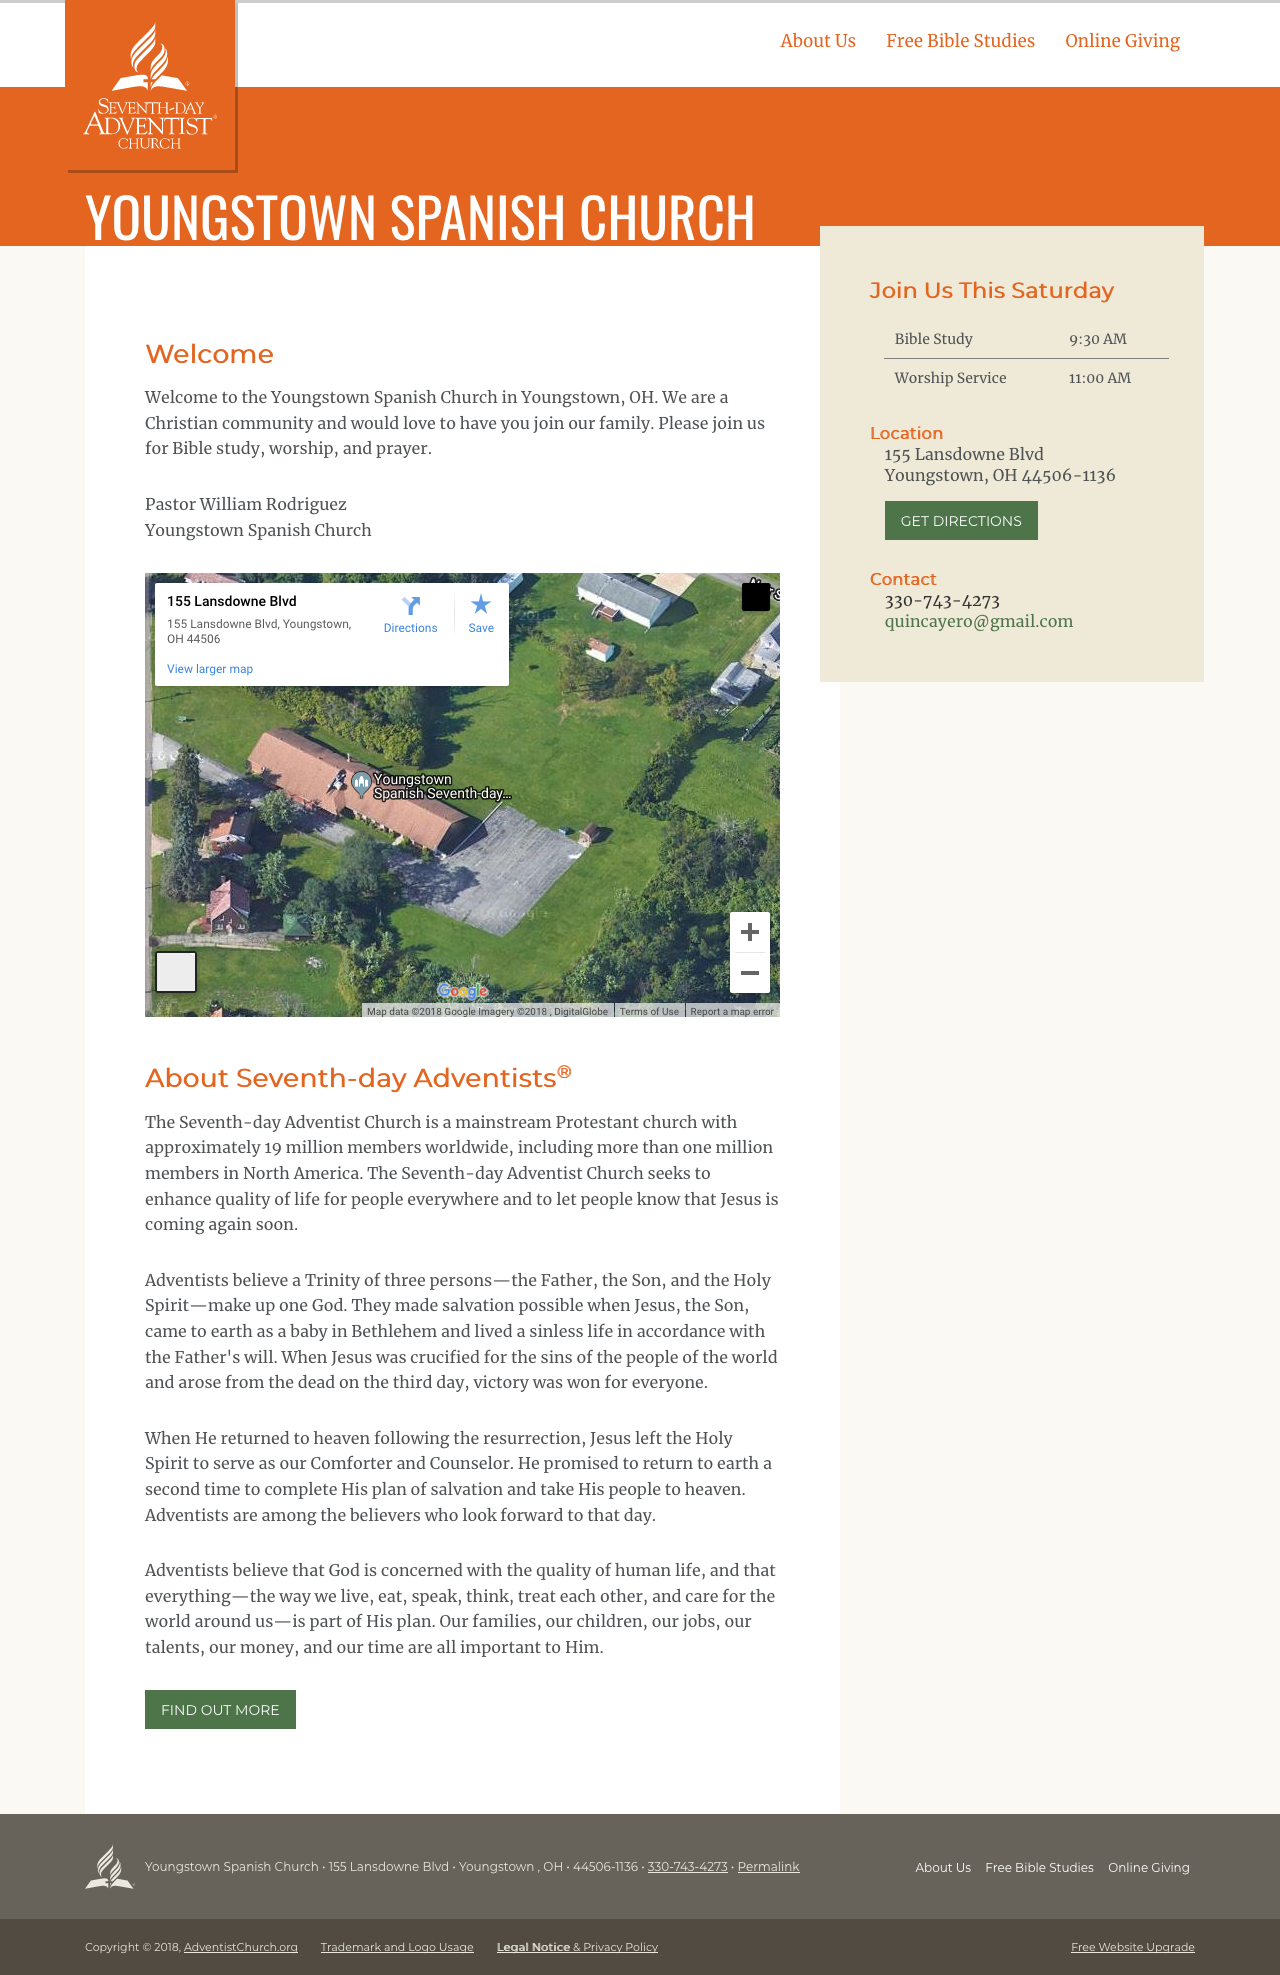 About Us Free Bible Studies Online Giving
SEVENTH-DAY
ADVENTIST®
CHURCH
YOUNGSTOWN SPANISH CHURCH
Join Us This Saturday
Bible Study 9:30 AM
Worship Service 11:00 AM
Location
155 Lansdowne Blvd
Youngstown, OH 44506-1136
GET DIRECTIONS
Contact
330-743-4273
quincayero@gmail.com
Welcome
Welcome to the Youngstown Spanish Church in Youngstown, OH. We are a
Christian community and would love to have you join our family. Please join us
for Bible study, worship, and prayer.
Pastor William Rodriguez
Youngstown Spanish Church
155 Lansdowne Blvd
155 Lansdowne Blvd, Youngstown,
OH 44506
Directions Save
View larger map
Youngstown
Spanish Seventh-day...
Google
Map data ©2018 Google Imagery ©2018 , DigitalGlobe Terms of Use Report a map error
About Seventh-day Adventists®
The Seventh-day Adventist Church is a mainstream Protestant church with
approximately 19 million members worldwide, including more than one million
members in North America. The Seventh-day Adventist Church seeks to
enhance quality of life for people everywhere and to let people know that Jesus is
coming again soon.
Adventists believe a Trinity of three persons—the Father, the Son, and the Holy
Spirit—make up one God. They made salvation possible when Jesus, the Son,
came to earth as a baby in Bethlehem and lived a sinless life in accordance with
the Father's will. When Jesus was crucified for the sins of the people of the world
and arose from the dead on the third day, victory was won for everyone.
When He returned to heaven following the resurrection, Jesus left the Holy
Spirit to serve as our Comforter and Counselor. He promised to return to earth a
second time to complete His plan of salvation and take His people to heaven.
Adventists are among the believers who look forward to that day.
Adventists believe that God is concerned with the quality of human life, and that
everything—the way we live, eat, speak, think, treat each other, and care for the
world around us—is part of His plan. Our families, our children, our jobs, our
talents, our money, and our time are all important to Him.
FIND OUT MORE
Youngstown Spanish Church • 155 Lansdowne Blvd • Youngstown , OH • 44506-1136 • 330-743-4273 • Permalink
About Us Free Bible Studies Online Giving
Copyright © 2018, AdventistChurch.org Trademark and Logo Usage Legal Notice & Privacy Policy Free Website Upgrade